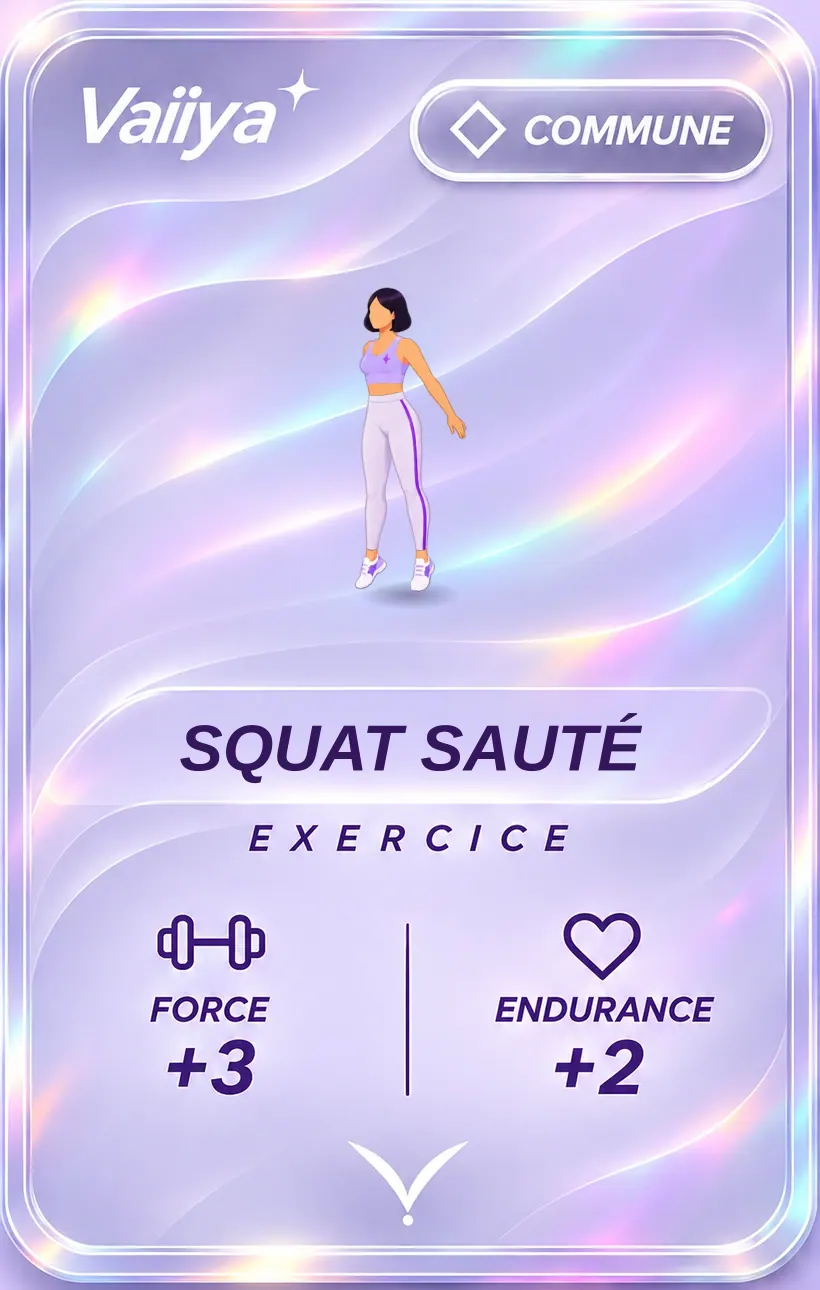 Vaiiya
COMMUNE
SQUAT SAUTÉ
EXERCICE
FORCE
+3
ENDURANCE
+2